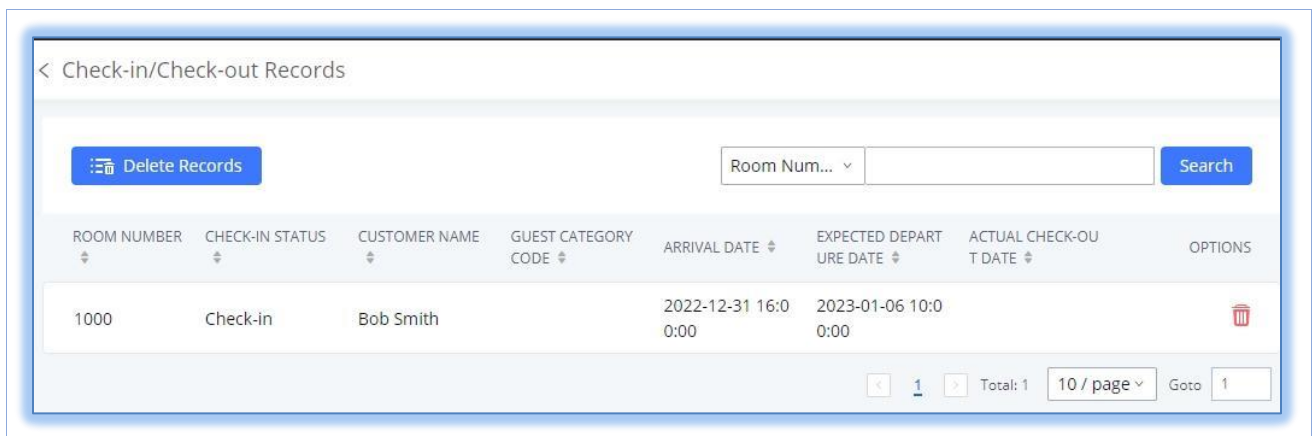 < Check-in/Check-out Records
Delete Records
Room Num...
Search
ROOM NUMBER
CHECK-IN STATUS
CUSTOMER NAME
GUEST CATEGORY
CODE
ARRIVAL DATE
EXPECTED DEPART
URE DATE
ACTUAL CHECK-OU
T DATE
OPTIONS
1000
Check-in
Bob Smith
2022-12-31 16:0
0:00
2023-01-06 10:0
0:00
< 1 > Total: 1 10 / page Goto 1